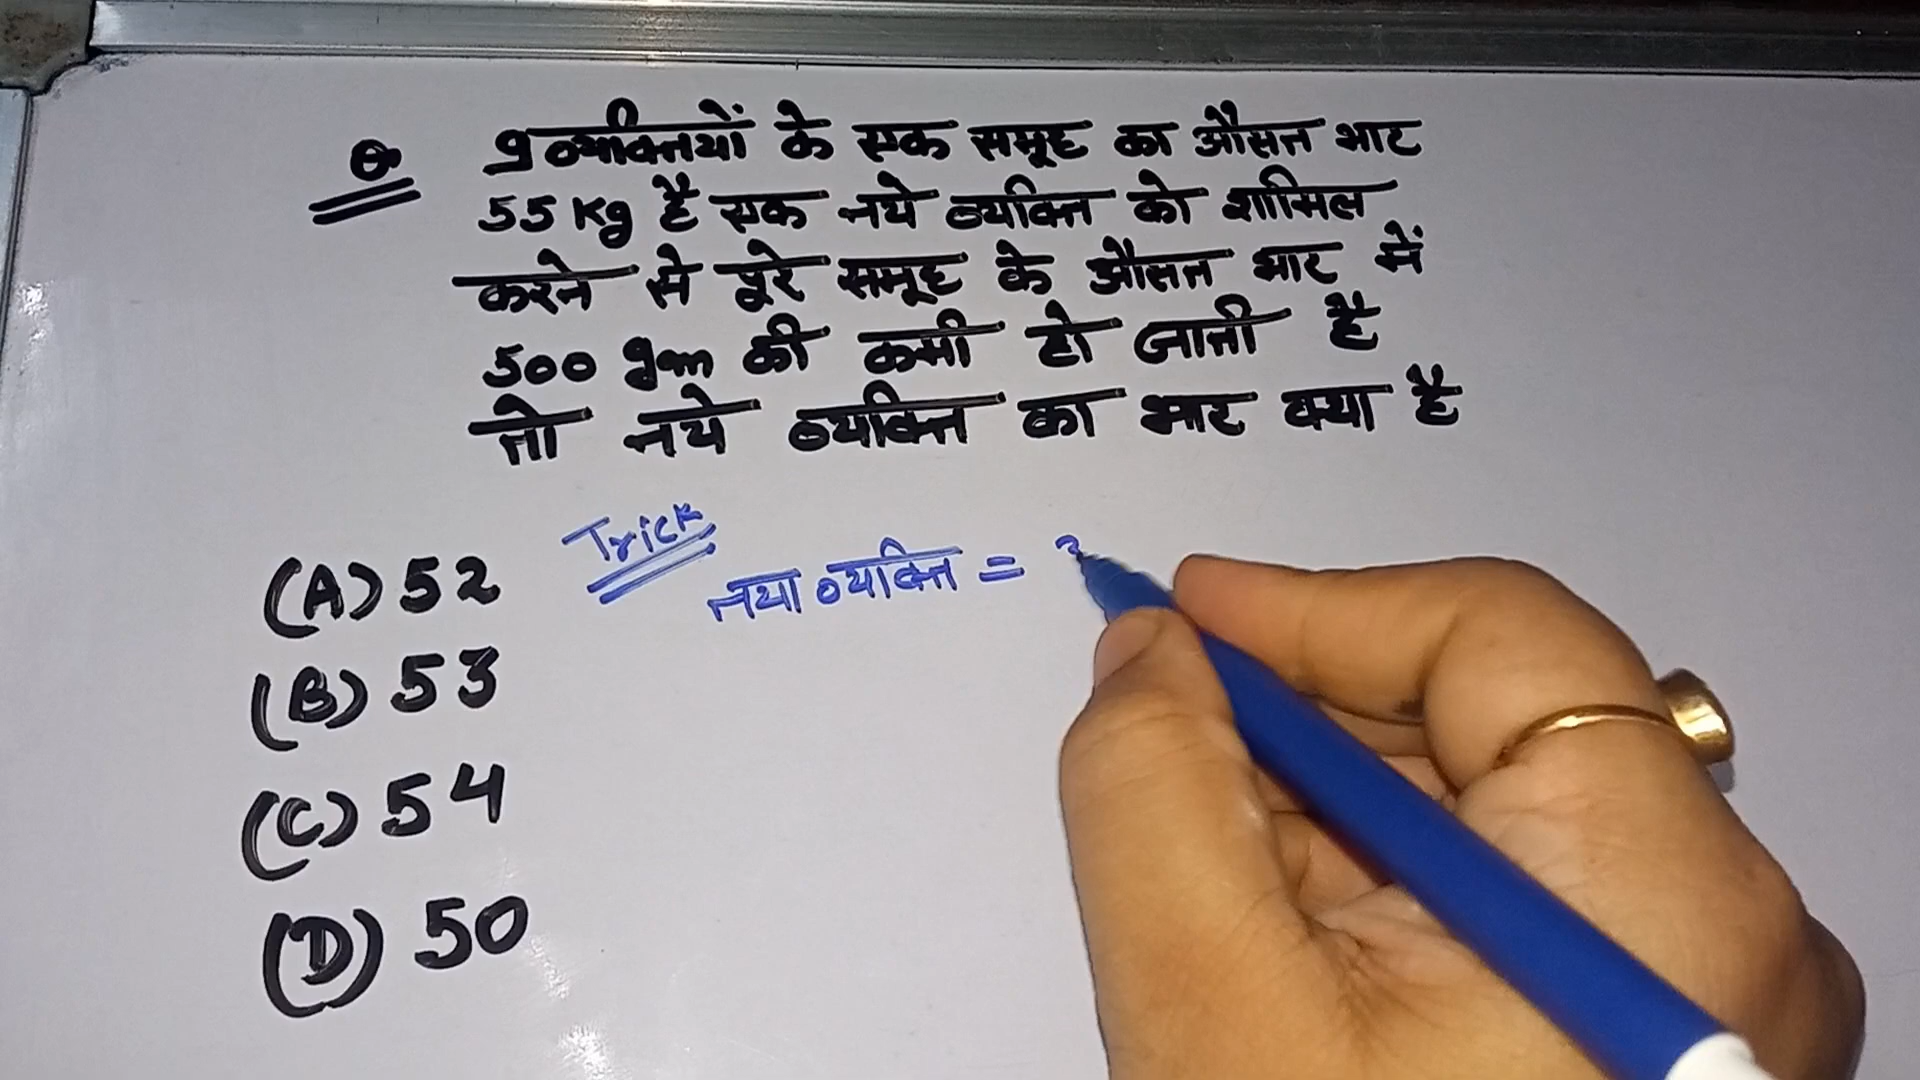 Q 9 व्यक्तियों के एक समूह का औसत भार
55 Kg है एक नये व्यक्ति को शामिल
करने से पूरे समूह के औसत भार में
500 gm की कमी हो जाती है
तो नये व्यक्ति का भार क्या है
Trick
नया व्यक्ति =
(A) 52
(B) 53
(C) 54
(D) 50